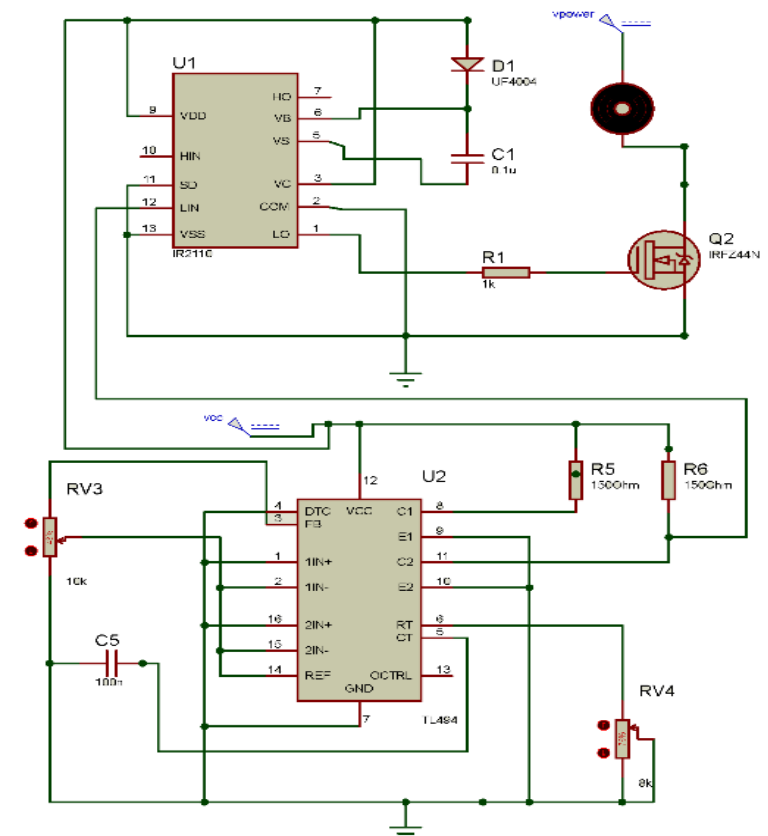 vpower
U1
9 VDD
10 HIN
11 SD
12 LIN
13 VSS
HO 7
VB 6
VS 5
VC 3
COM 2
LO 1
IR2110
D1
UF4004
C1
0.1u
R1
1k
Q2
IRFZ44N
vcc
U2
12
VCC
4 DTC
3 FB
1 1IN+
2 1IN-
16 2IN+
15 2IN-
14 REF
GND
7
C1 8
E1 9
C2 11
E2 10
RT 6
CT 5
OCTRL 13
TL494
R5
150Ohm
R6
150Ohm
RV3
10k
C5
100n
RV4
8k